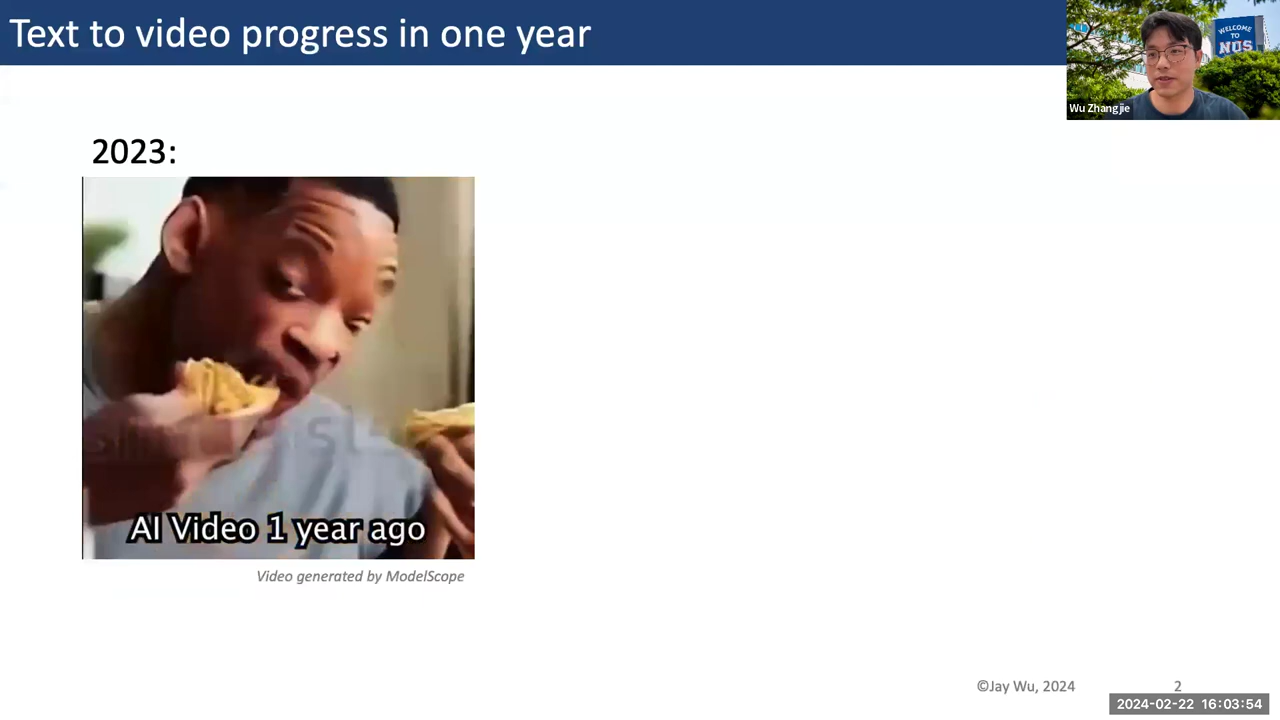 Text to video progress in one year
WELCOME
TO
NUS
Wu Zhangjie
2023:
AI Video 1 year ago
Video generated by ModelScope
©Jay Wu, 2024
2
2024-02-22 16:03:54